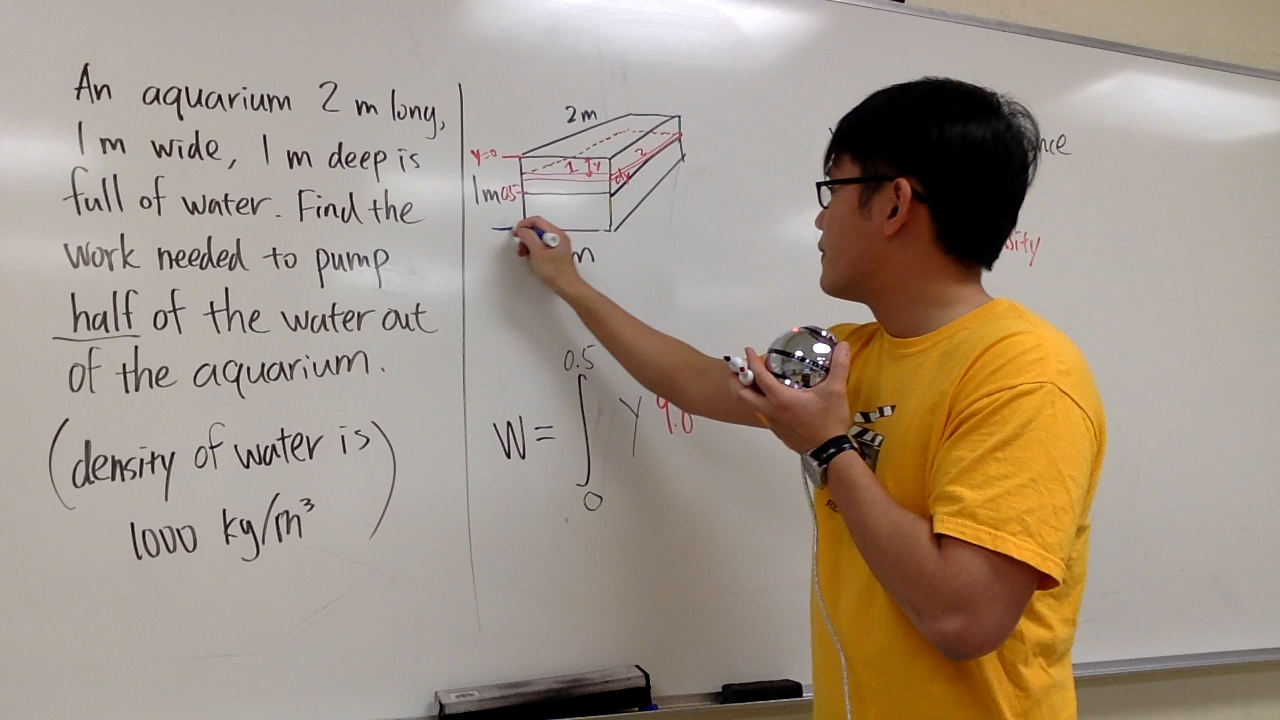 An aquarium 2 m long,
1 m wide, 1 m deep is
full of water. Find the
work needed to pump
half of the water out
of the aquarium.
(density of water is
1000 kg/m³)
2m
y=0
1
y
2
dy
1m
0.5
m
0.5
W = ∫ y 9.8
0